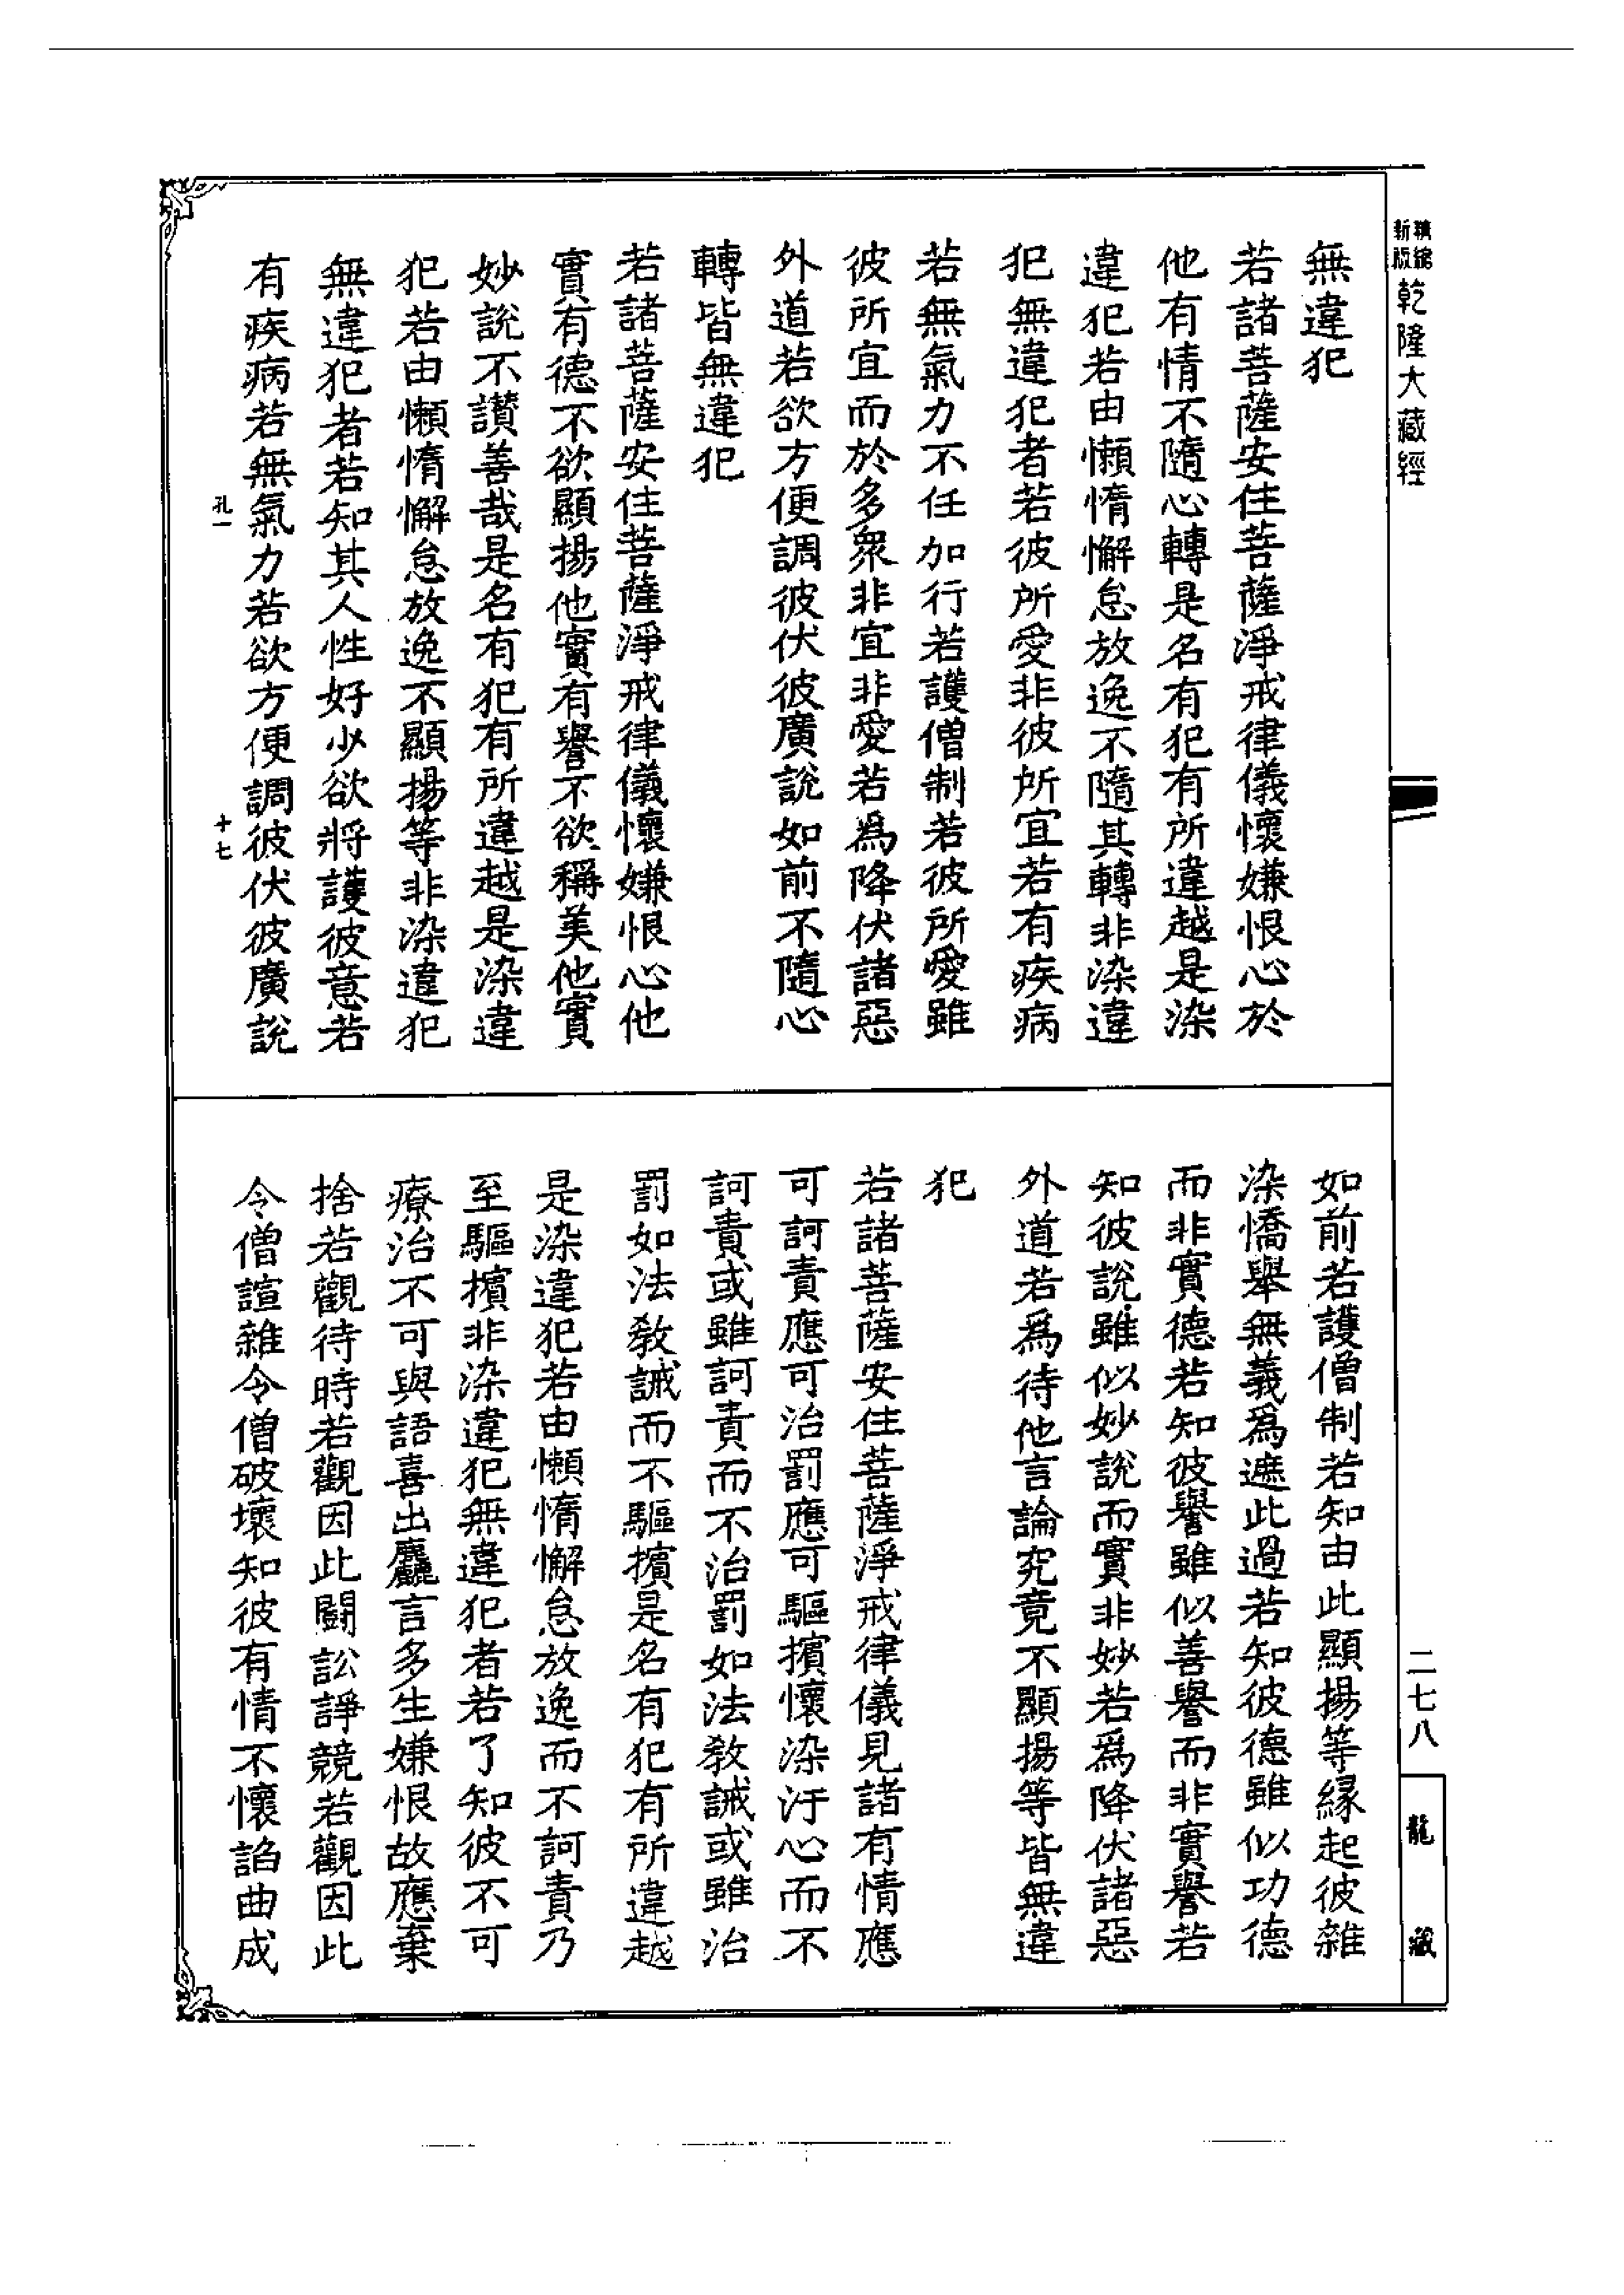 新編縮版乾隆大藏經
無違犯
若諸菩薩安住菩薩淨戒律儀懷嫌恨心於
他有情不隨心轉是名有犯有所違越是染
違犯若由懶惰懈怠放逸不隨其轉非染違
犯無違犯者若彼所愛非彼所宜若有疾病
若無氣力不任加行若護僧制若彼所愛雖
彼所宜而於多衆非宜非愛若爲降伏諸惡
外道若欲方便調彼伏彼廣說如前不隨心
轉皆無違犯
若諸菩薩安住菩薩淨戒律儀懷嫌恨心他
實有德不欲顯揚他實有譽不欲稱美他實
妙說不讚善哉是名有犯有所違越是染違
犯若由懶惰懈怠放逸不顯揚等非染違犯
無違犯者若知其人性好少欲將護彼意若
有疾病若無氣力若欲方便調彼伏彼廣說
孔一
十七
如前若護僧制若知由此顯揚等緣起彼雜
染憍舉無義爲遮此過若知彼德雖似功德
而非實德若知彼譽雖似善譽而非實譽若
知彼說雖似妙說而實非妙若爲降伏諸惡
外道若爲待他言論究竟不顯揚等皆無違
犯
若諸菩薩安住菩薩淨戒律儀見諸有情應
可訶責應可治罰應可驅擯懷染汙心而不
訶責或雖訶責而不治罰如法教誡或雖治
罰如法教誡而不驅擯是名有犯有所違越
是染違犯若由懶惰懈怠放逸而不訶責乃
至驅擯非染違犯無違犯者若了知彼不可
療治不可與語喜出麤言多生嫌恨故應棄
捨若觀待時若觀因此鬭訟諍競若觀因此
令僧諠雜令僧破壞知彼有情不懷諂曲成
二七八
龍藏